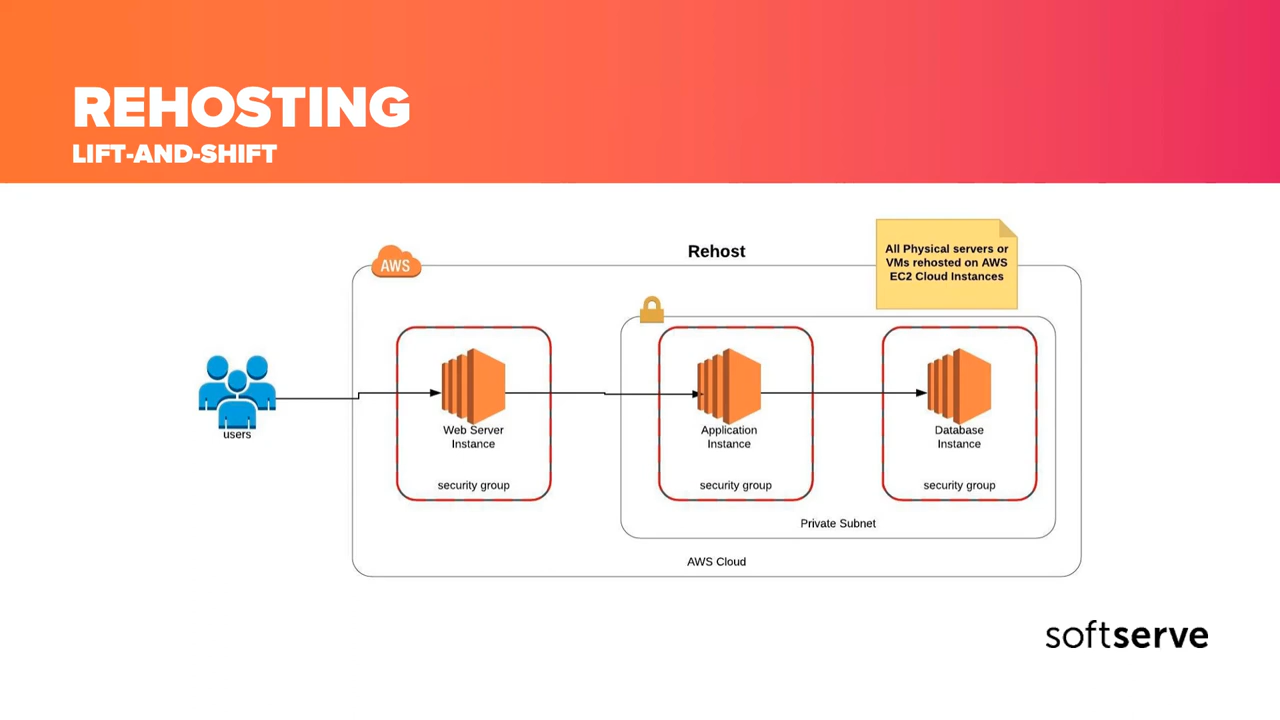 REHOSTING
LIFT-AND-SHIFT
Rehost
All Physical servers or
VMs rehosted on AWS
EC2 Cloud Instances
AWS
users
Web Server
Instance
security group
Application
Instance
security group
Database
Instance
security group
Private Subnet
AWS Cloud
softserve